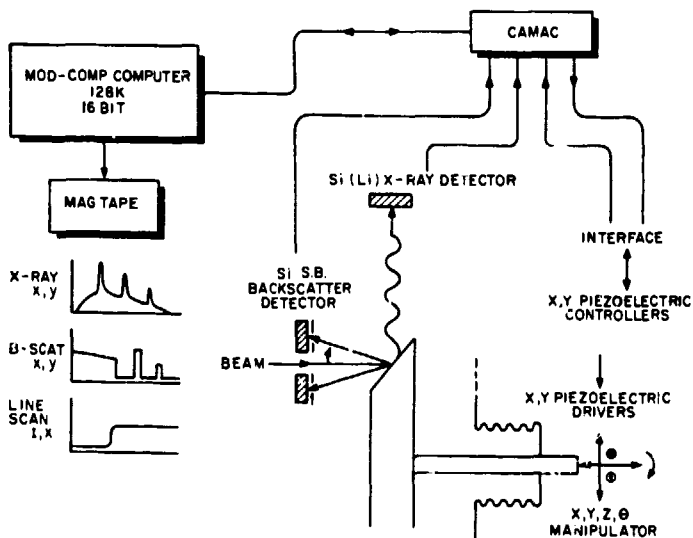 CAMAC
MOD-COMP COMPUTER
128K
16 BIT
MAG TAPE
Si (Li) X-RAY DETECTOR
Si S.B.
BACKSCATTER
DETECTOR
INTERFACE
X,Y PIEZOELECTRIC
CONTROLLERS
X-RAY
X,Y
B-SCAT
X,Y
BEAM
LINE
SCAN
I,X
X,Y PIEZOELECTRIC
DRIVERS
X,Y,Z,Θ
MANIPULATOR